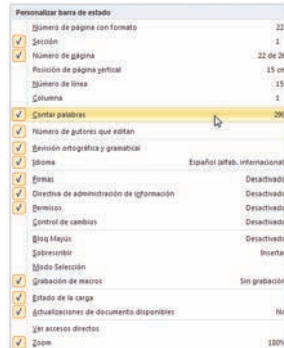 Personalizar barra de estado
Número de página con formato 22
Sección 1
Número de página 22 de 26
Posición de página vertical 15 cm
Número de línea 15
Columna 1
Contar palabras 290
Número de autores que editan
Revisión ortográfica y gramatical
Idioma Español (alfab. internacional
Firmas Desactivado
Directiva de administración de información Desactivado
Permisos Desactivado
Control de cambios Desactivado
Bloq Mayús Desactivado
Sobrescribir Insertar
Modo Selección
Grabación de macros Sin grabación
Estado de la carga
Actualizaciones de documento disponibles No
Ver accesos directos
Zoom 100%